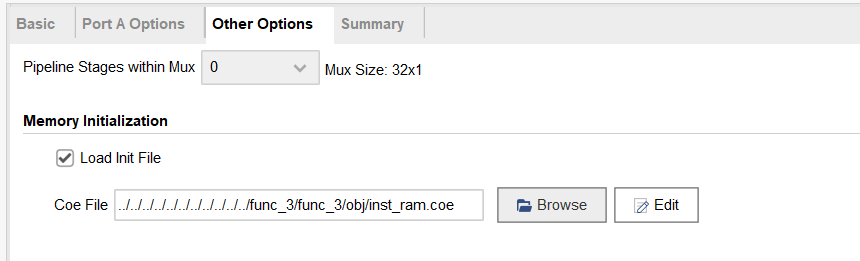 Basic Port A Options Other Options Summary
Pipeline Stages within Mux 0 Mux Size: 32x1
Memory Initialization
Load Init File
Coe File ../../../../../../../../../../../func_3/func_3/obj/inst_ram.coe Browse Edit